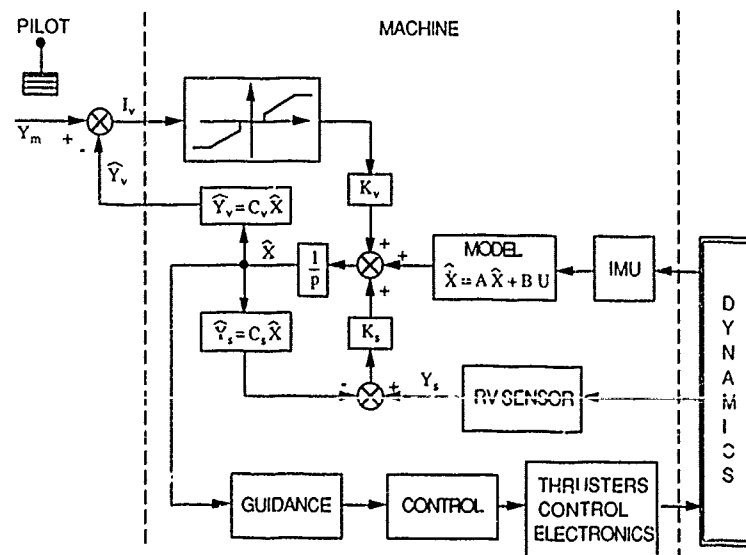 PILOT
MACHINE
I_v
Y_m
+
-
Ŷ_v
K_v
Ŷ_v = C_v X̂
+
+
X̂
1/p
+
MODEL
X̂ = A X̂ + B U
IMU
Ŷ_s = C_s X̂
K_s
-
+
Y_s
RV SENSOR
DYNAMICS
GUIDANCE
CONTROL
THRUSTERS
CONTROL
ELECTRONICS